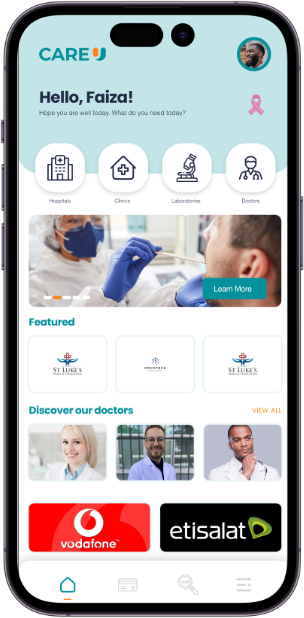 CARE U
Hello, Faiza!
Hope you are well today. What do you need today?
Hospitals
Clinics
Laboratories
Doctors
Learn More
Featured
ST LUKE'S
ST LUKE'S
Discover our doctors
VIEW ALL
vodafone
etisalat